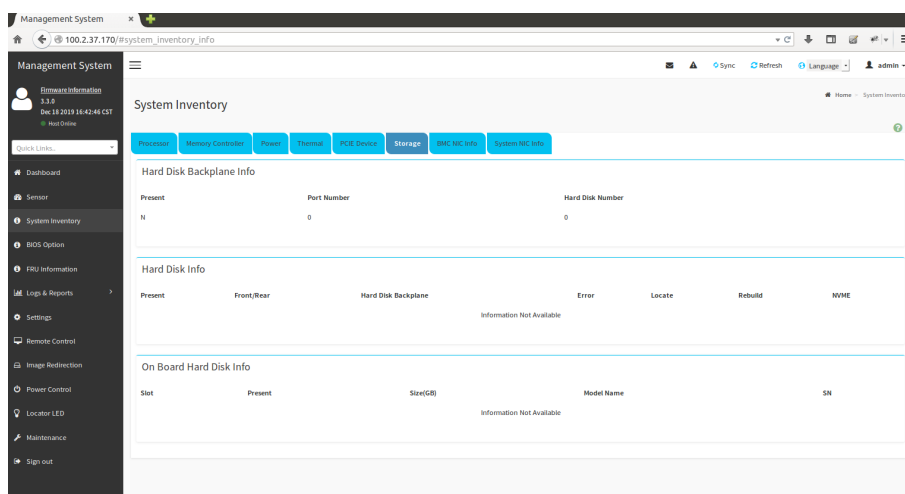 Management System
100.2.37.170/#system_inventory_info
Management System
Sync
Refresh
Language
admin
Firmware Information
3.3.0
Dec 18 2019 16:42:46 CST
Host Online
System Inventory
Home > System Invento
Quick Links..
Processor Memory Controller Power Thermal PCIE Device Storage BMC NIC Info System NIC Info
Dashboard
Sensor
System Inventory
BIOS Option
FRU Information
Logs & Reports
Settings
Remote Control
Image Redirection
Power Control
Locator LED
Maintenance
Sign out
Hard Disk Backplane Info
Present Port Number Hard Disk Number
N 0 0
Hard Disk Info
Present Front/Rear Hard Disk Backplane Error Locate Rebuild NVME
Information Not Available
On Board Hard Disk Info
Slot Present Size(GB) Model Name SN
Information Not Available